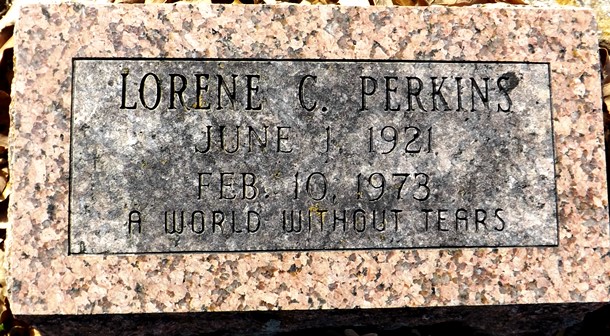 LORENE C. PERKINS
JUNE 1, 1921
FEB. 10, 1973
A WORLD WITHOUT TEARS